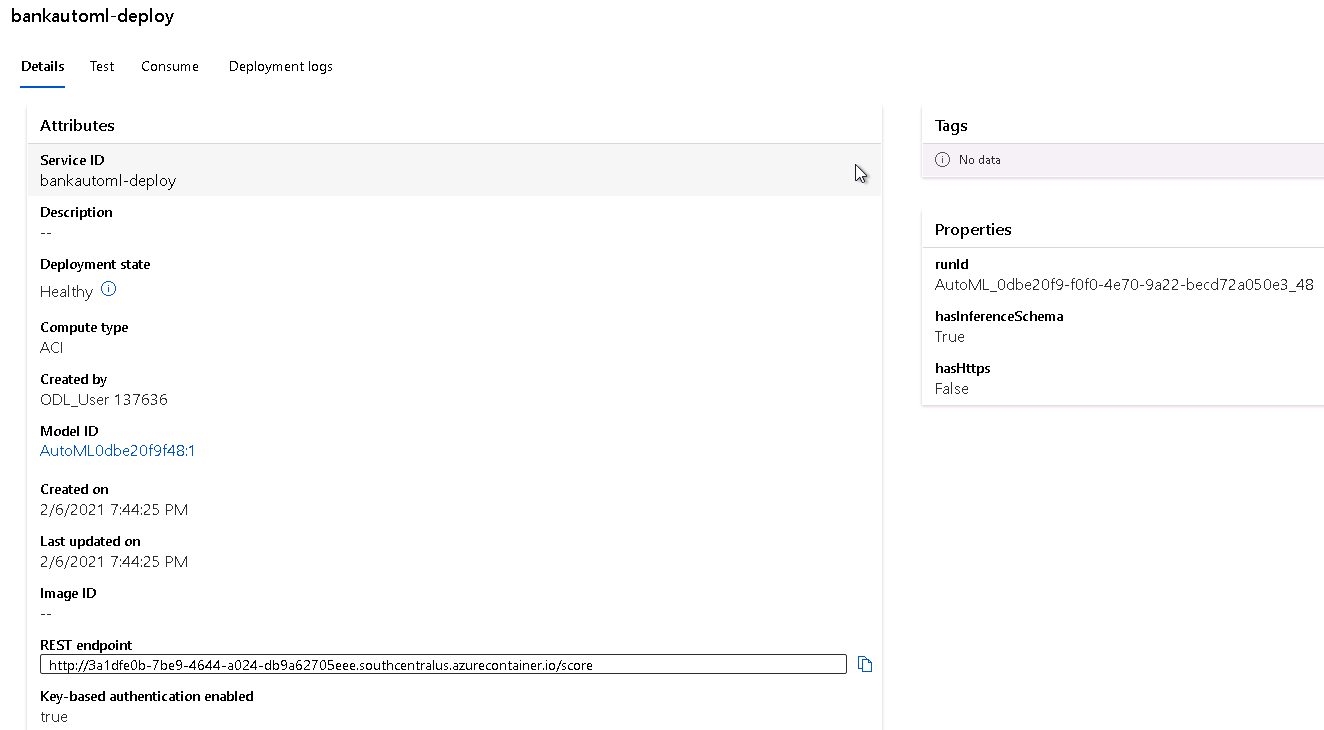 bankautoml-deploy
Details Test Consume Deployment logs
Attributes
Service ID
bankautoml-deploy
Description
--
Deployment state
Healthy
Compute type
ACI
Created by
ODL_User 137636
Model ID
AutoML0dbe20f9f48:1
Created on
2/6/2021 7:44:25 PM
Last updated on
2/6/2021 7:44:25 PM
Image ID
--
REST endpoint
http://3a1dfe0b-7be9-4644-a024-db9a62705eee.southcentralus.azurecontainer.io/score
Key-based authentication enabled
true
Tags
No data
Properties
runId
AutoML_0dbe20f9-f0f0-4e70-9a22-becd72a050e3_48
hasInferenceSchema
True
hasHttps
False